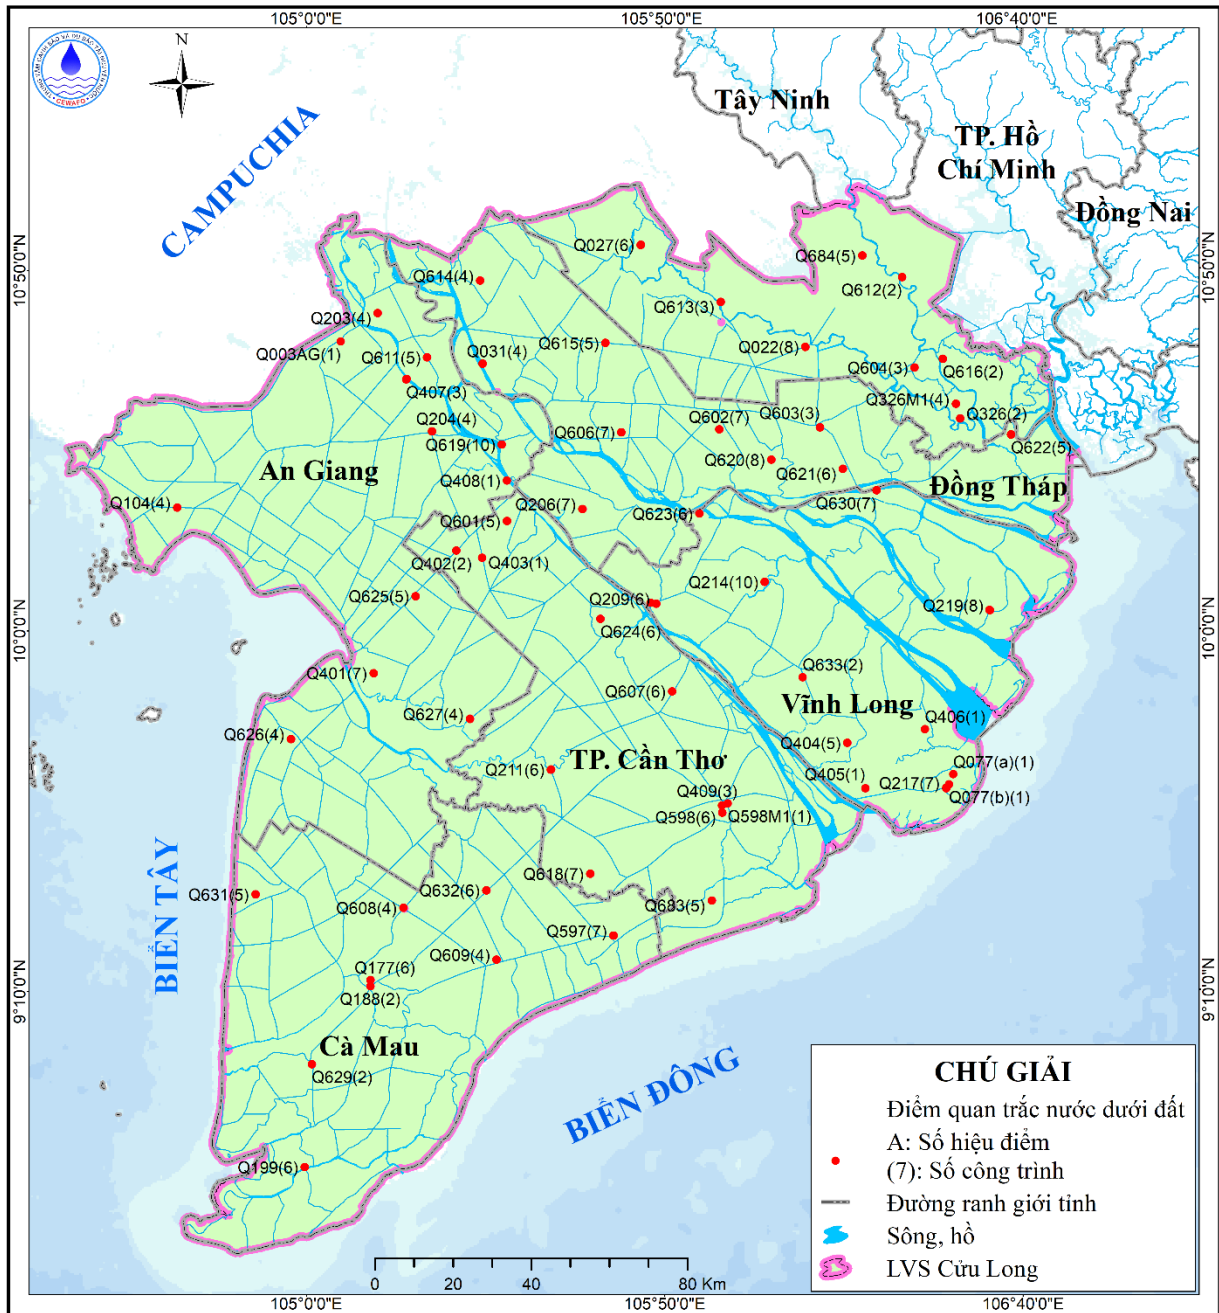 105°0'0"E
105°50'0"E
106°40'0"E
TRUNG TÂM CẢNH BÁO VÀ DỰ BÁO TÀI NGUYÊN NƯỚC
CEWAFO
N
Tây Ninh
TP. Hồ
Chí Minh
Đồng Nai
CAMPUCHIA
10°50'0"N
10°50'0"N
Q027(6)
Q684(5)
Q614(4)
Q612(2)
Q613(3)
Q203(4)
Q003AG(1)
Q611(5)
Q031(4)
Q615(5)
Q022(8)
Q604(3)
Q616(2)
Q407(3)
Q326M1(4)
Q326(2)
Q204(4)
Q602(7)
Q603(3)
Q619(10)
Q606(7)
Q622(5)
An Giang
Q620(8)
Q621(6)
Q408(1)
Đồng Tháp
Q104(4)
Q206(7)
Q630(7)
Q601(5)
Q623(6)
Q402(2)
Q403(1)
Q214(10)
Q625(5)
Q209(6)
Q219(8)
10°0'0"N
10°0'0"N
Q624(6)
Q401(7)
Q633(2)
Q607(6)
Vĩnh Long
Q627(4)
Q406(1)
Q626(4)
Q404(5)
TP. Cần Thơ
Q211(6)
Q405(1)
Q077(a)(1)
Q217(7)
Q077(b)(1)
Q409(3)
Q598(6)
Q598M1(1)
BIỂN TÂY
Q618(7)
Q631(5)
Q632(6)
Q608(4)
Q683(5)
Q597(7)
Q609(4)
Q177(6)
9°10'0"N
9°10'0"N
Q188(2)
Cà Mau
Q629(2)
BIỂN ĐÔNG
Q199(6)
CHÚ GIẢI
Điểm quan trắc nước dưới đất
A: Số hiệu điểm
(7): Số công trình
Đường ranh giới tỉnh
Sông, hồ
LVS Cửu Long
0 20 40 80 Km
105°0'0"E
105°50'0"E
106°40'0"E